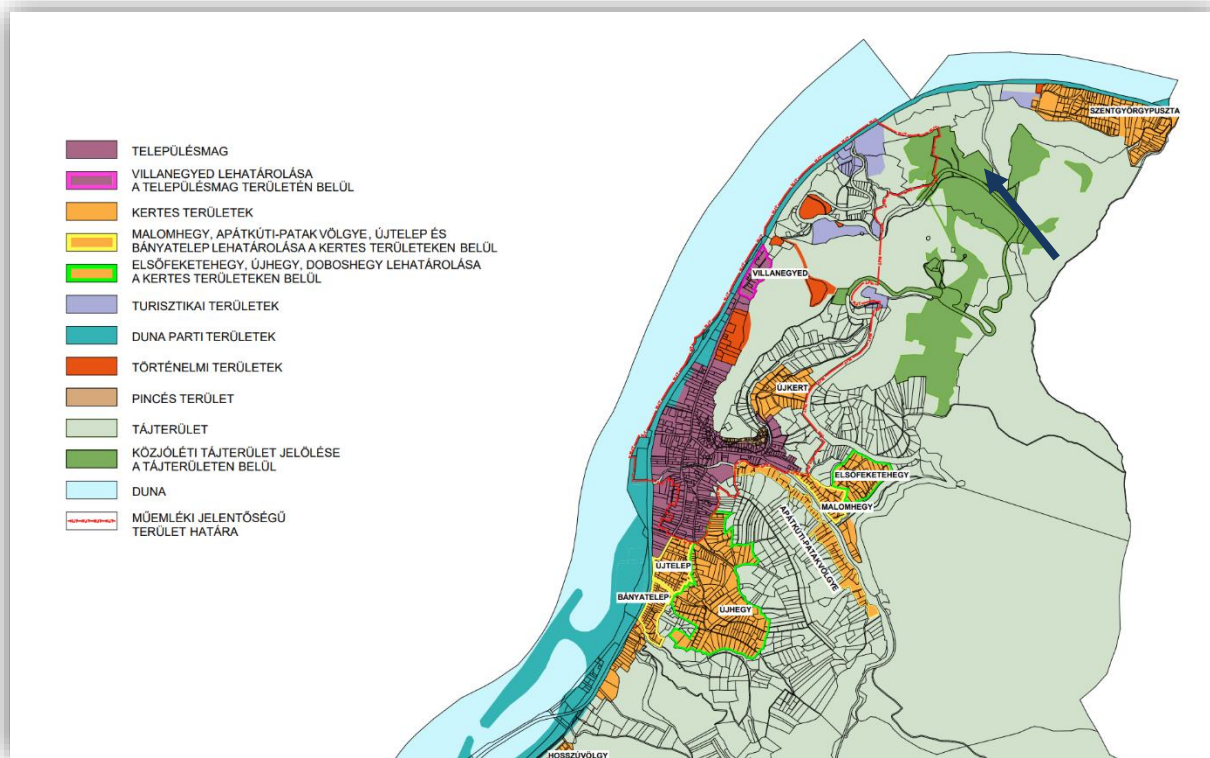 TELEPÜLÉSMAG
VILLANEGYED LEHATÁROLÁSA
A TELEPÜLÉSMAG TERÜLETÉN BELÜL
KERTES TERÜLETEK
MALOMHEGY, APÁTKÚTI-PATAK VÖLGYE, ÚJTELEP ÉS
BÁNYATELEP LEHATÁROLÁSA A KERTES TERÜLETEKEN BELÜL
ELSŐFEKETEHEGY, ÚJHEGY, DOBOSHEGY LEHATÁROLÁSA
A KERTES TERÜLETEKEN BELÜL
TURISZTIKAI TERÜLETEK
DUNA PARTI TERÜLETEK
TÖRTÉNELMI TERÜLETEK
PINCÉS TERÜLET
TÁJTERÜLET
KÖZJÓLÉTI TÁJTERÜLET JELÖLÉSE
A TÁJTERÜLETEN BELÜL
DUNA
MŰEMLÉKI JELENTŐSÉGŰ
TERÜLET HATÁRA
SZENTGYÖRGYPUSZTA
VILLANEGYED
ÚJKERT
ELSŐFEKETEHEGY
MALOMHEGY
APÁTKÚTI-PATAKVÖLGYE
ÚJTELEP
BÁNYATELEP
ÚJHEGY
HOSSZÚVÖLGY